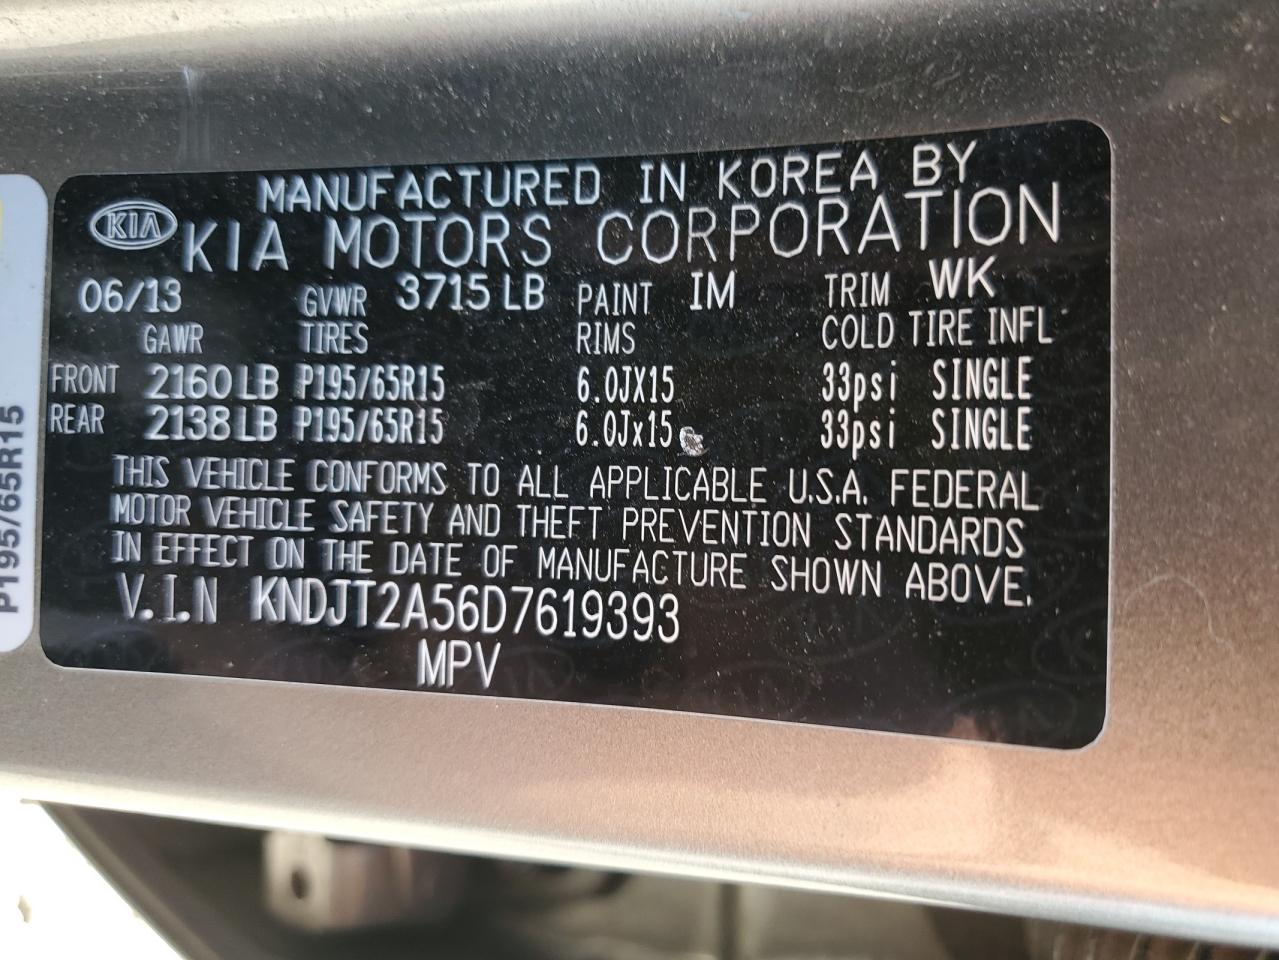 MANUFACTURED IN KOREA BY
KIA KIA MOTORS CORPORATION
06/13 GVWR 3715 LB PAINT IM TRIM WK
GAWR TIRES RIMS COLD TIRE INFL
FRONT 2160 LB P195/65R15 6.0JX15 33psi SINGLE
REAR 2138 LB P195/65R15 6.0Jx15 33psi SINGLE
THIS VEHICLE CONFORMS TO ALL APPLICABLE U.S.A. FEDERAL
MOTOR VEHICLE SAFETY AND THEFT PREVENTION STANDARDS
IN EFFECT ON THE DATE OF MANUFACTURE SHOWN ABOVE.
V.I.N KNDJT2A56D7619393
MPV
P195/65R15